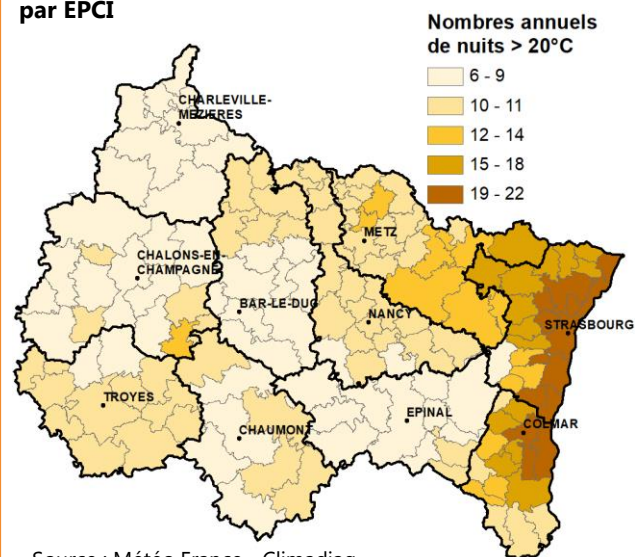 par EPCI
Nombres annuels
de nuits > 20°C
6 - 9
10 - 11
12 - 14
15 - 18
19 - 22
CHARLEVILLE-
MEZIERES
METZ
CHALONS-EN-
CHAMPAGNE
BAR-LE-DUC
NANCY
STRASBOURG
TROYES
CHAUMONT
EPINAL
COLMAR
Source : Météo-France - Climadiag